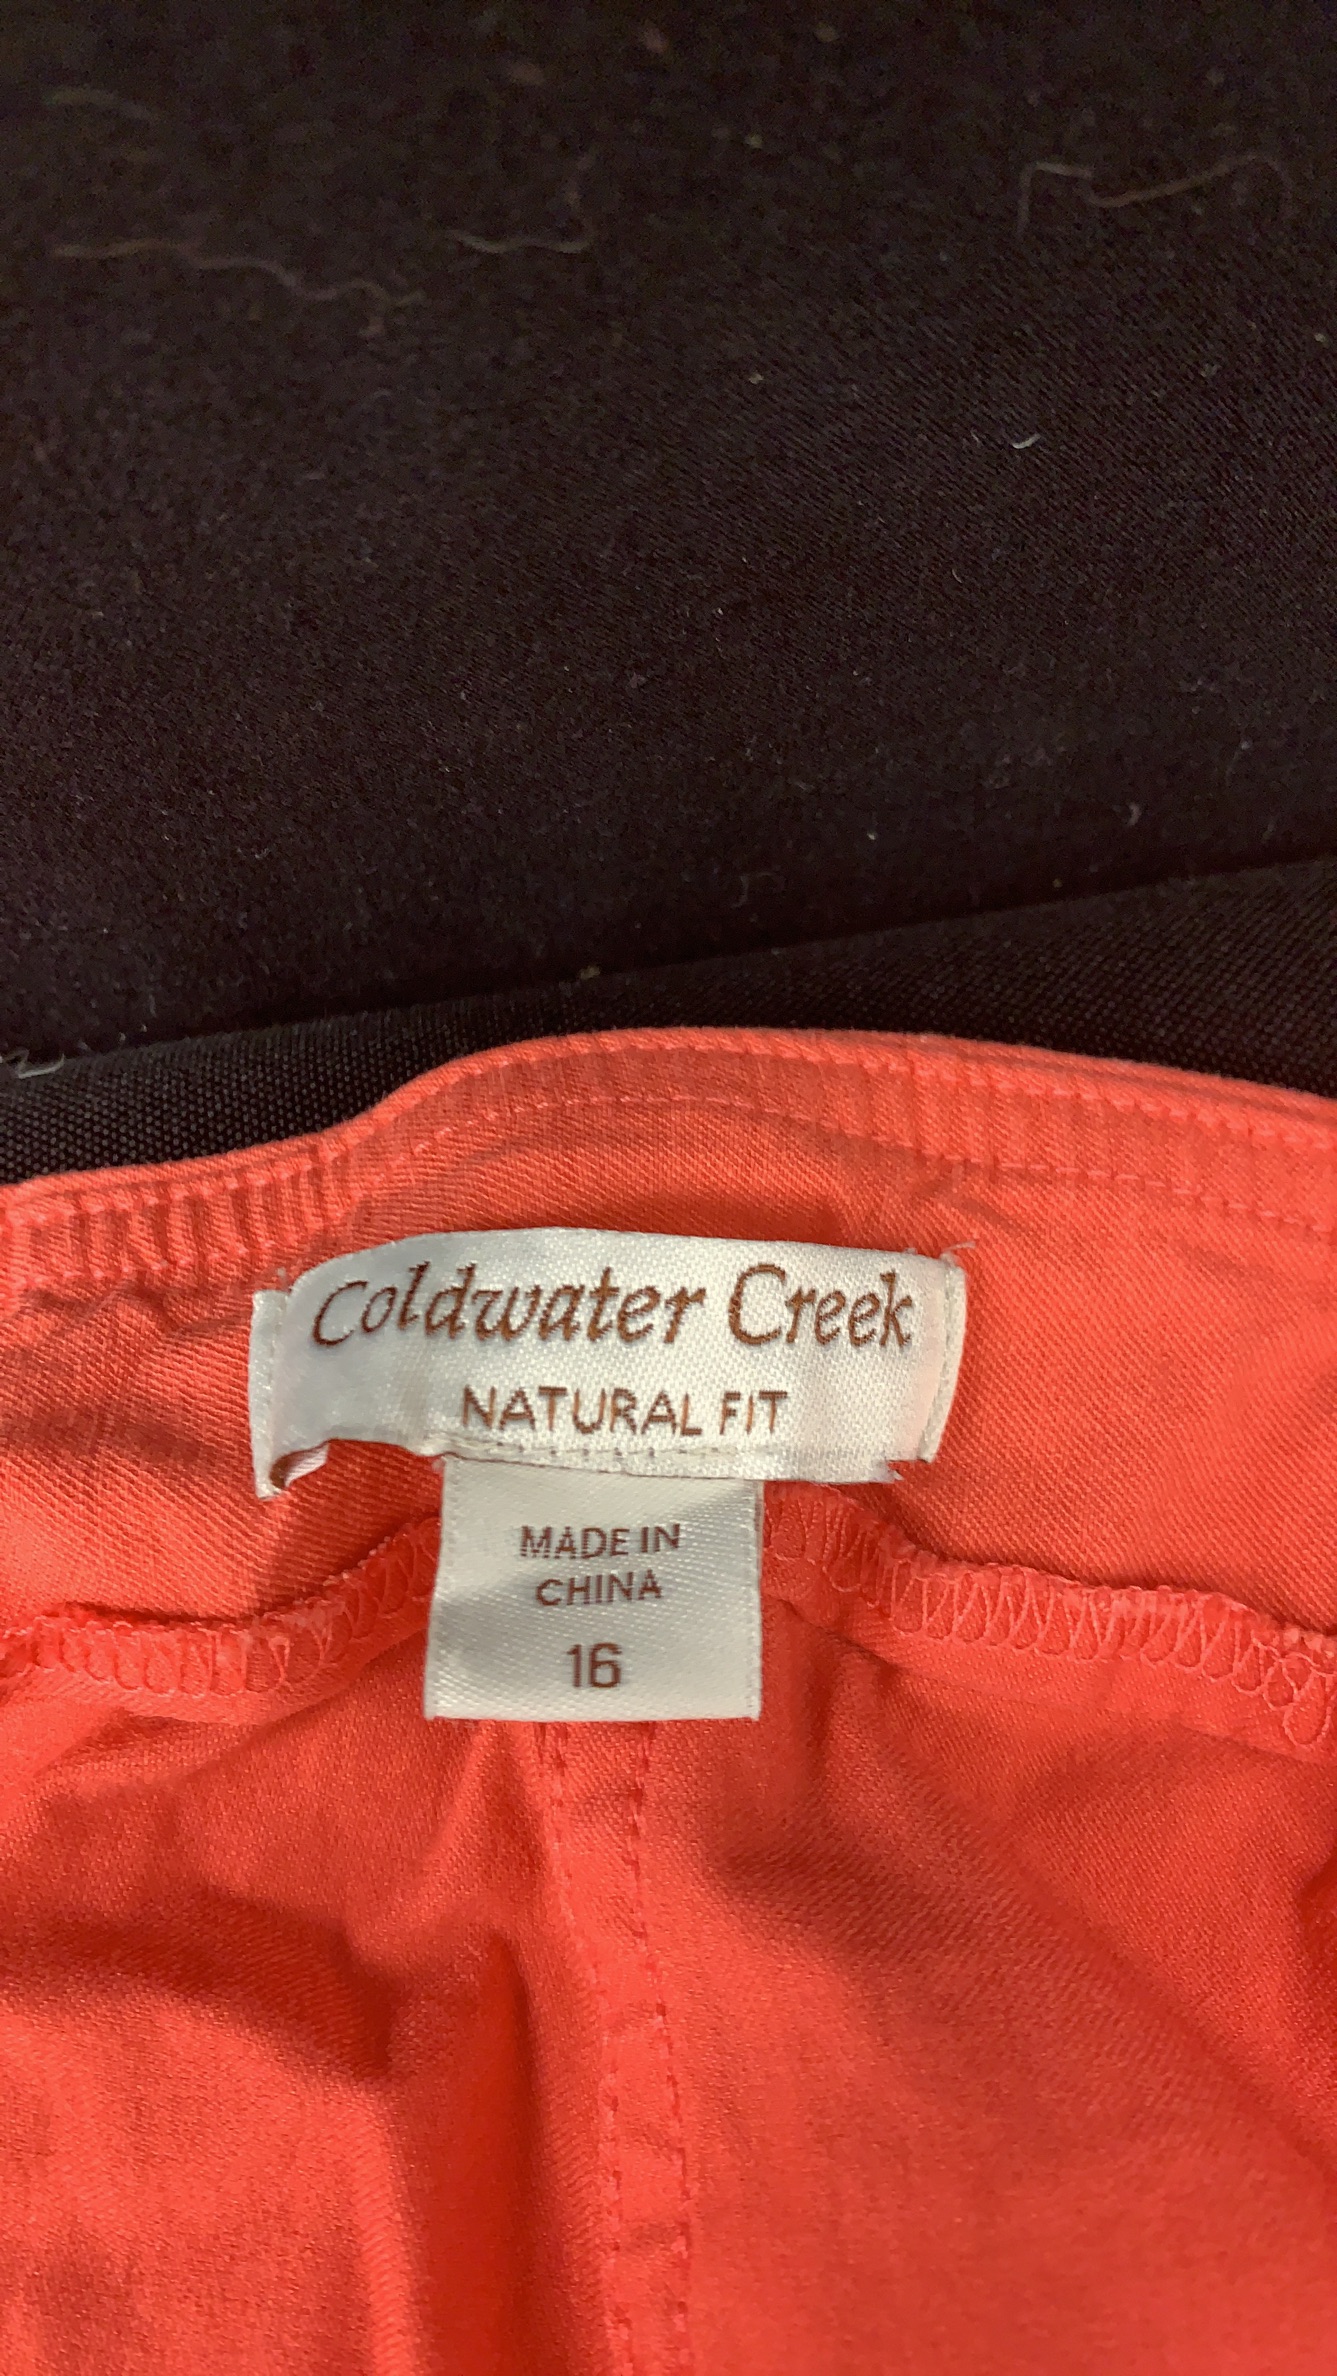 Coldwater Creek
NATURAL FIT
MADE IN
CHINA
16